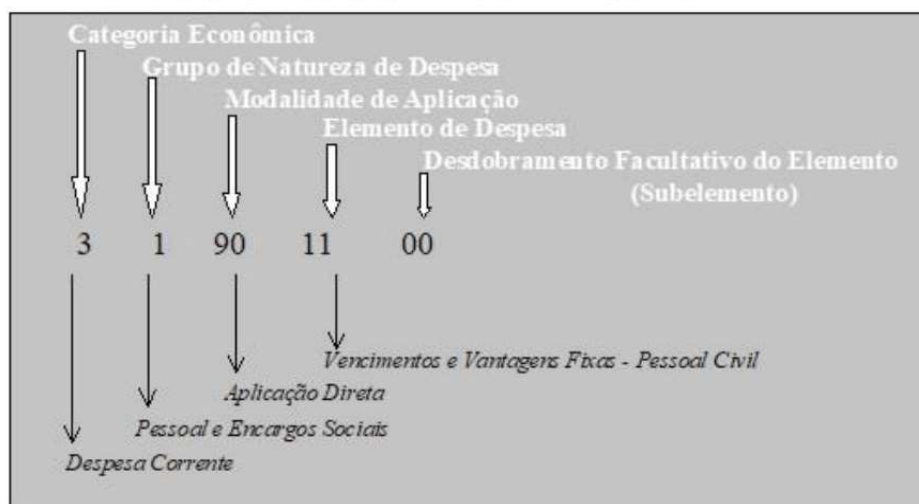 Categoria Econômica
Grupo de Natureza de Despesa
Modalidade de Aplicação
Elemento de Despesa
Desdobramento Facultativo do Elemento
(Subelemento)
3 1 90 11 00
Vencimentos e Vantagens Fixas - Pessoal Civil
Aplicação Direta
Pessoal e Encargos Sociais
Despesa Corrente